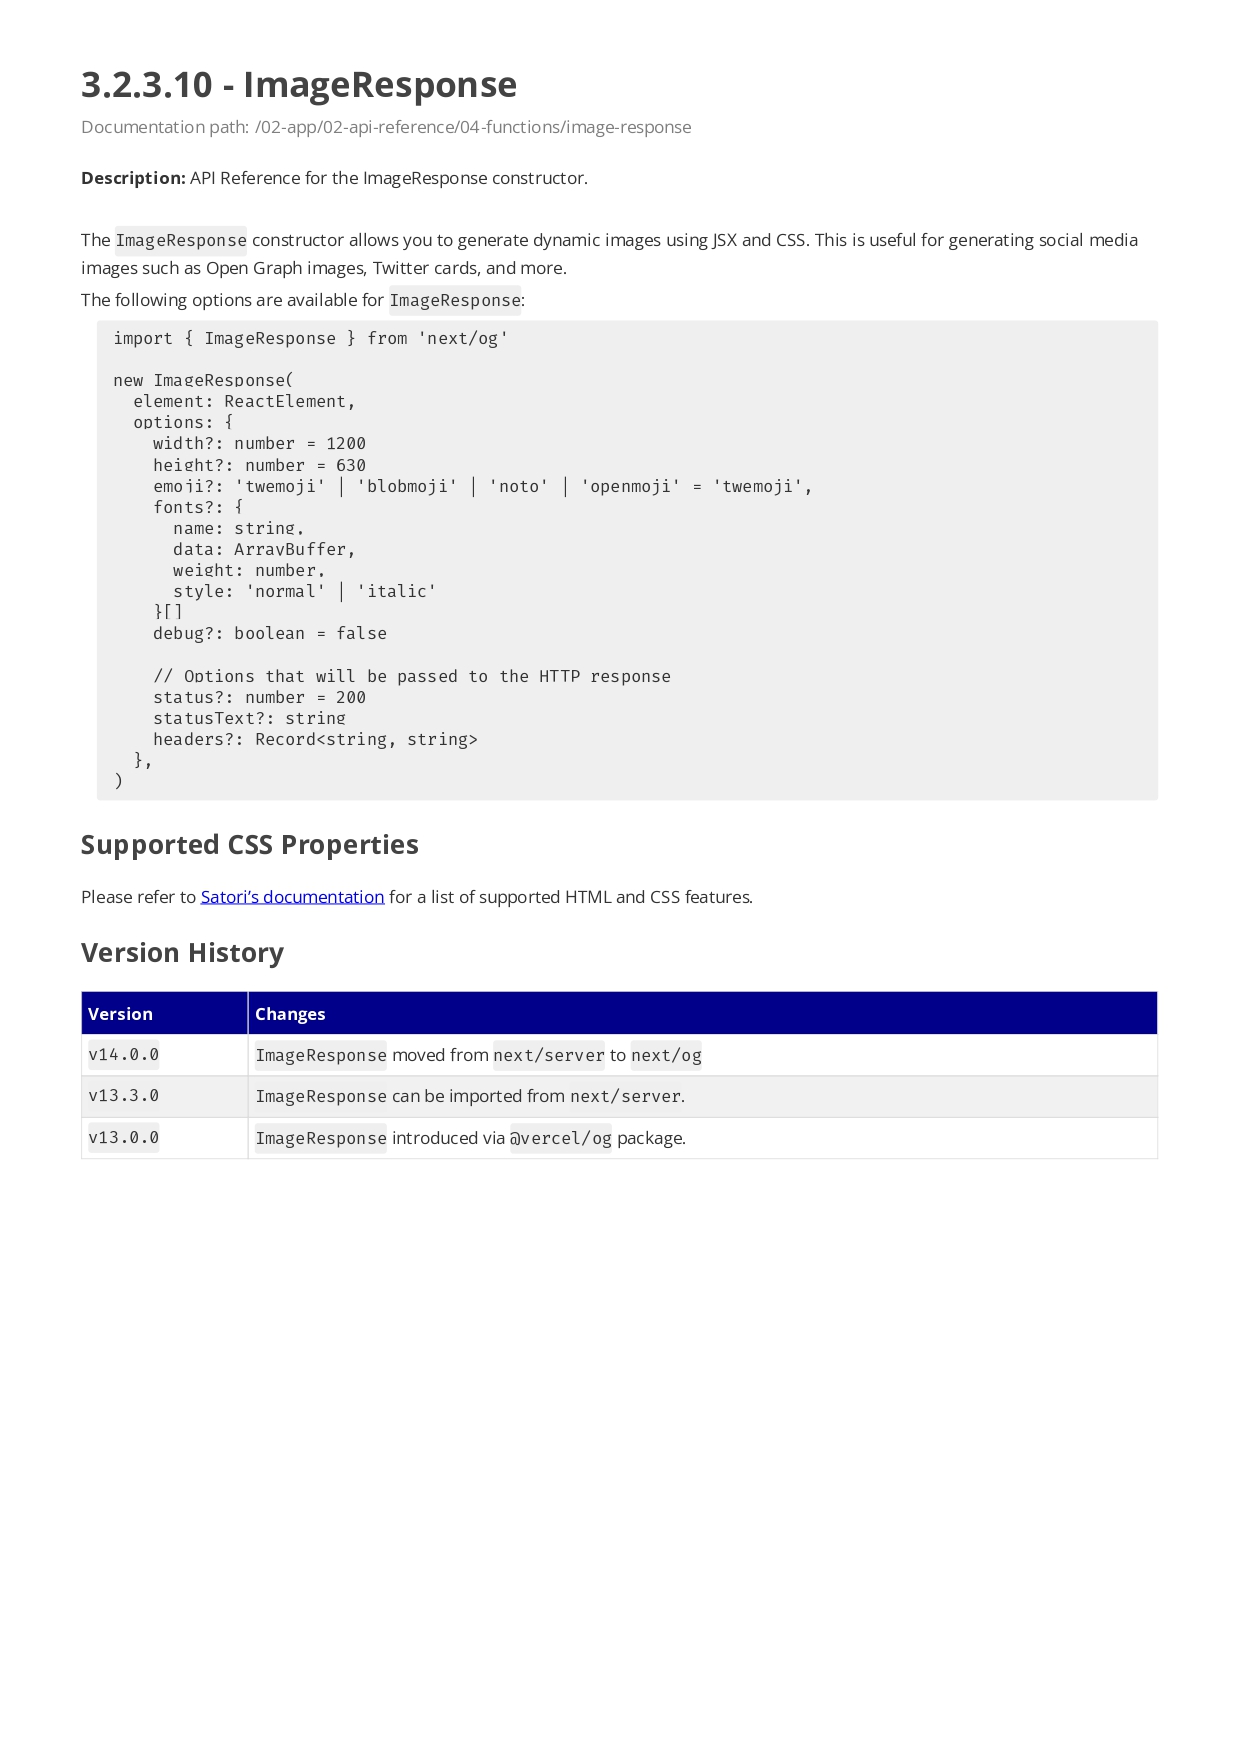 3.2.3.10 - ImageResponse
Documentation path: /02-app/02-api-reference/04-functions/image-response
Description: API Reference for the ImageResponse constructor.
The ImageResponse constructor allows you to generate dynamic images using JSX and CSS. This is useful for generating social media
images such as Open Graph images, Twitter cards, and more.
The following options are available for ImageResponse:
import { ImageResponse } from 'next/og'
new ImageResponse(
  element: ReactElement,
  options: {
    width?: number = 1200
    height?: number = 630
    emoji?: 'twemoji' | 'blobmoji' | 'noto' | 'openmoji' = 'twemoji',
    fonts?: {
      name: string,
      data: ArrayBuffer,
      weight: number,
      style: 'normal' | 'italic'
    }[]
    debug?: boolean = false
    // Options that will be passed to the HTTP response
    status?: number = 200
    statusText?: string
    headers?: Record<string, string>
  },
)
Supported CSS Properties
Please refer to Satori’s documentation for a list of supported HTML and CSS features.
Version History
Version Changes
v14.0.0 ImageResponse moved from next/server to next/og
v13.3.0 ImageResponse can be imported from next/server.
v13.0.0 ImageResponse introduced via @vercel/og package.